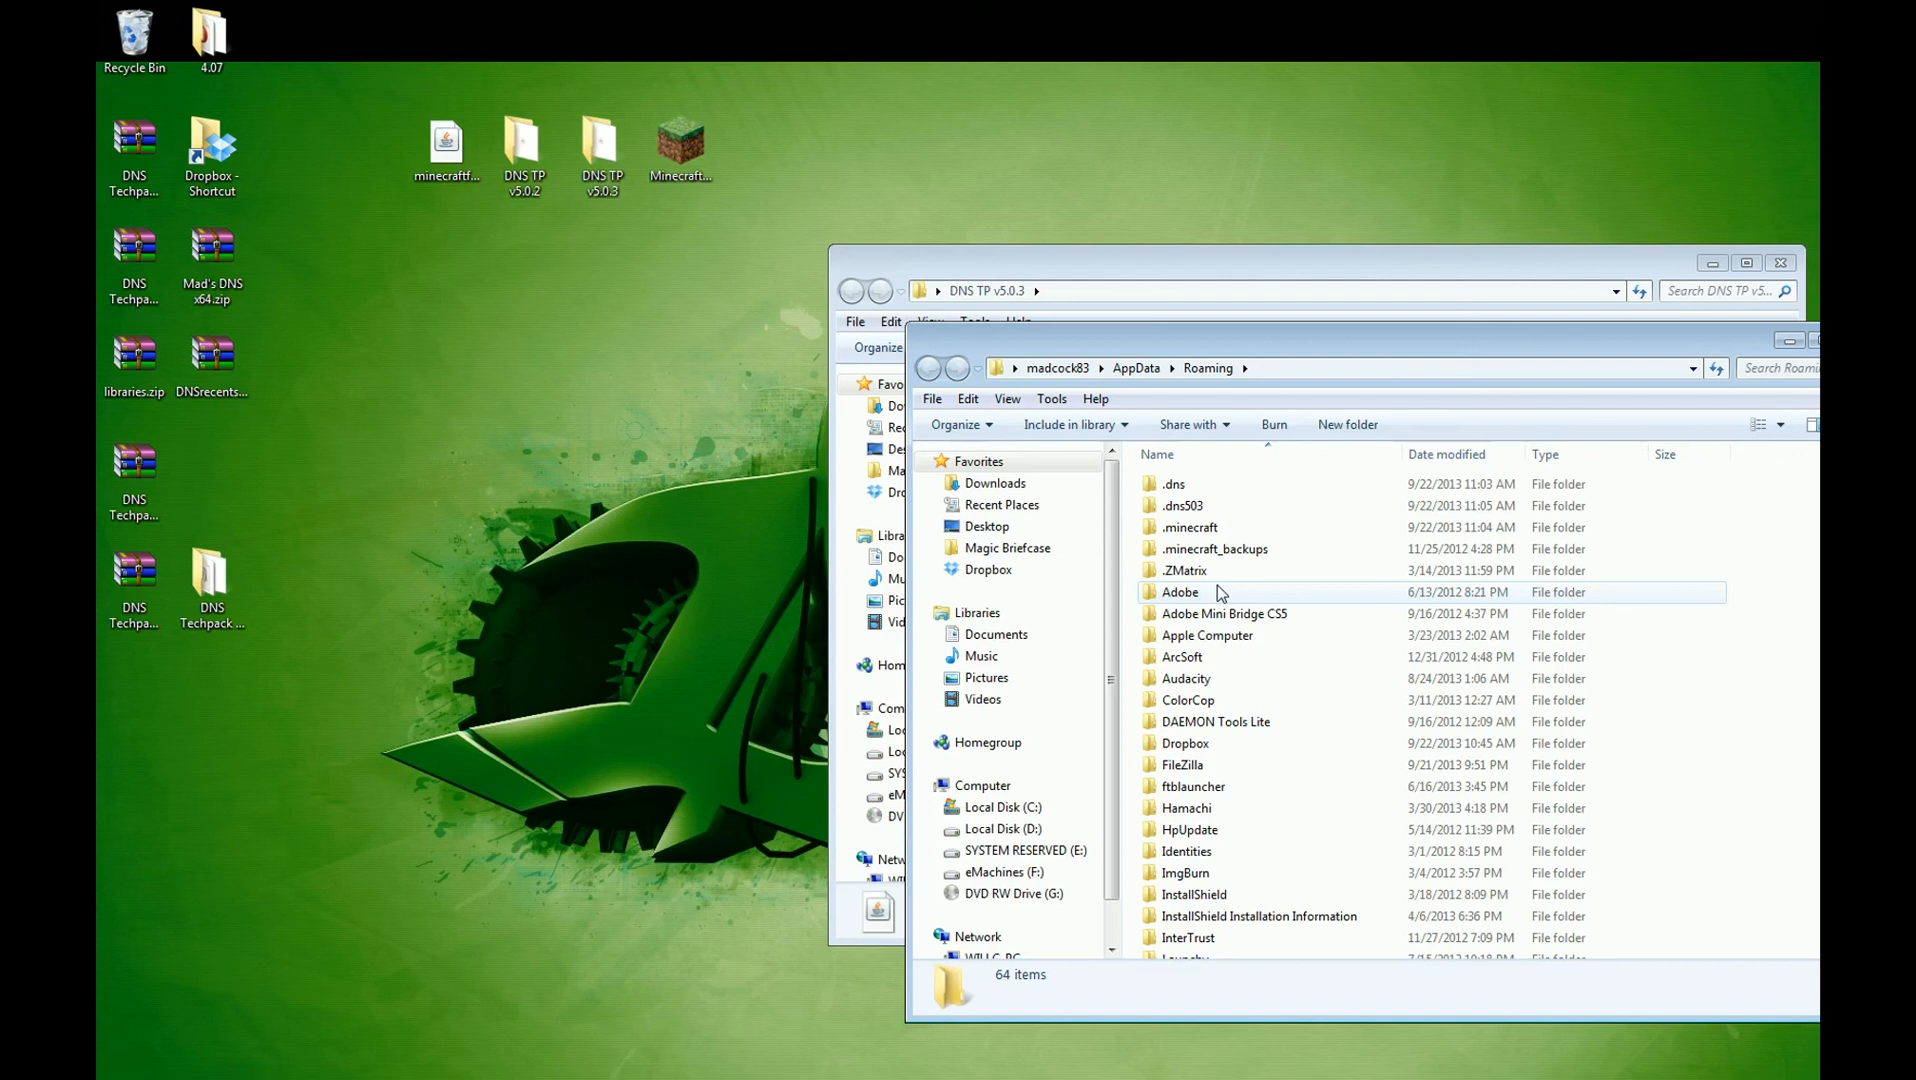 Recycle Bin
4.07
DNS
Techpa...
Dropbox -
Shortcut
minecraftf...
DNS TP
v5.0.2
DNS TP
v5.0.3
Minecraft...
DNS
Techpa...
Mad's DNS
x64.zip
libraries.zip
DNSrecents...
DNS
Techpa...
DNS
Techpa...
DNS
Techpack ...
DNS TP v5.0.3
Search DNS TP v5...
File Edit View Tools Help
Organize
Favo
Do
Rec
Des
Ma
Dro
Libra
Do
Mu
Pic
Vid
Hom
Com
Loc
Loc
SYS
eM
DV
Netw
madcock83 AppData Roaming
Search Roami
File Edit View Tools Help
Organize Include in library Share with Burn New folder
Favorites
Downloads
Recent Places
Desktop
Magic Briefcase
Dropbox
Libraries
Documents
Music
Pictures
Videos
Homegroup
Computer
Local Disk (C:)
Local Disk (D:)
SYSTEM RESERVED (E:)
eMachines (F:)
DVD RW Drive (G:)
Network
WILLC-PC
Name Date modified Type Size
.dns 9/22/2013 11:03 AM File folder
.dns503 9/22/2013 11:05 AM File folder
.minecraft 9/22/2013 11:04 AM File folder
.minecraft_backups 11/25/2012 4:28 PM File folder
.ZMatrix 3/14/2013 11:59 PM File folder
Adobe 6/13/2012 8:21 PM File folder
Adobe Mini Bridge CS5 9/16/2012 4:37 PM File folder
Apple Computer 3/23/2013 2:02 AM File folder
ArcSoft 12/31/2012 4:48 PM File folder
Audacity 8/24/2013 1:06 AM File folder
ColorCop 3/11/2013 12:27 AM File folder
DAEMON Tools Lite 9/16/2012 12:09 AM File folder
Dropbox 9/22/2013 10:45 AM File folder
FileZilla 9/21/2013 9:51 PM File folder
ftblauncher 6/16/2013 3:45 PM File folder
Hamachi 3/30/2013 4:18 PM File folder
HpUpdate 5/14/2012 11:39 PM File folder
Identities 3/1/2012 8:15 PM File folder
ImgBurn 3/4/2012 3:57 PM File folder
InstallShield 3/18/2012 8:09 PM File folder
InstallShield Installation Information 4/6/2013 6:36 PM File folder
InterTrust 11/27/2012 7:09 PM File folder
64 items